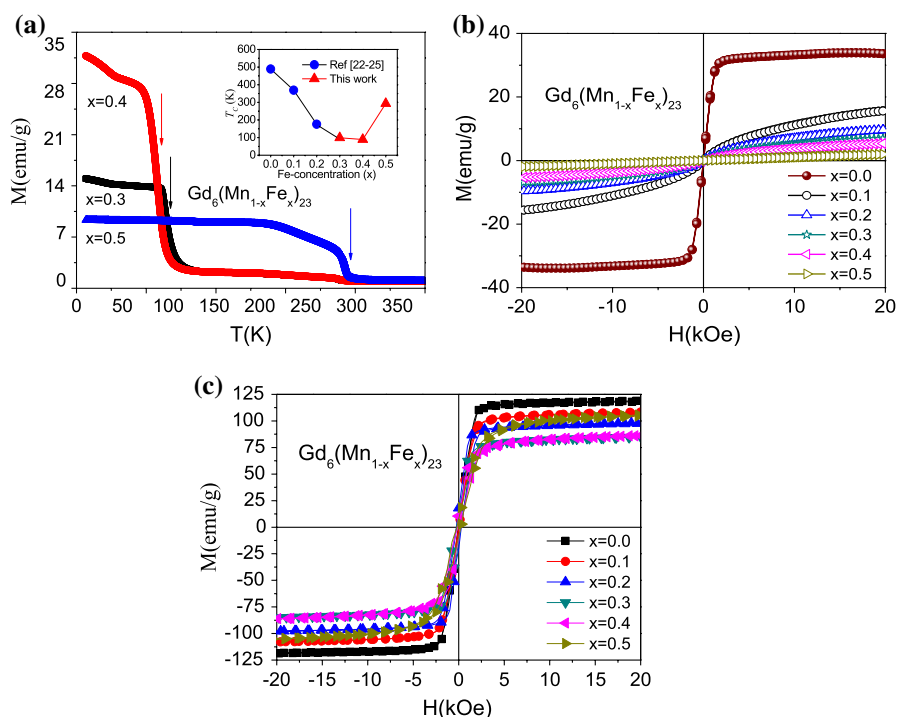 (a)
35
28
21
14
7
0
M(emu/g)
x=0.4
x=0.3
x=0.5
Gd6(Mn1-xFex)23
0 50 100 150 200 250 300 350
T(K)
600
500
400
300
200
100
0
TC (K)
Ref [22-25]
This work
0.0 0.1 0.2 0.3 0.4 0.5
Fe-concentration (x)
(b)
40
20
0
-20
-40
M(emu/g)
Gd6(Mn1-xFex)23
x=0.0
x=0.1
x=0.2
x=0.3
x=0.4
x=0.5
-20 -10 0 10 20
H(kOe)
(c)
125
100
75
50
25
0
-25
-50
-75
-100
-125
M(emu/g)
Gd6(Mn1-xFex)23
x=0.0
x=0.1
x=0.2
x=0.3
x=0.4
x=0.5
-20 -15 -10 -5 0 5 10 15 20
H(kOe)